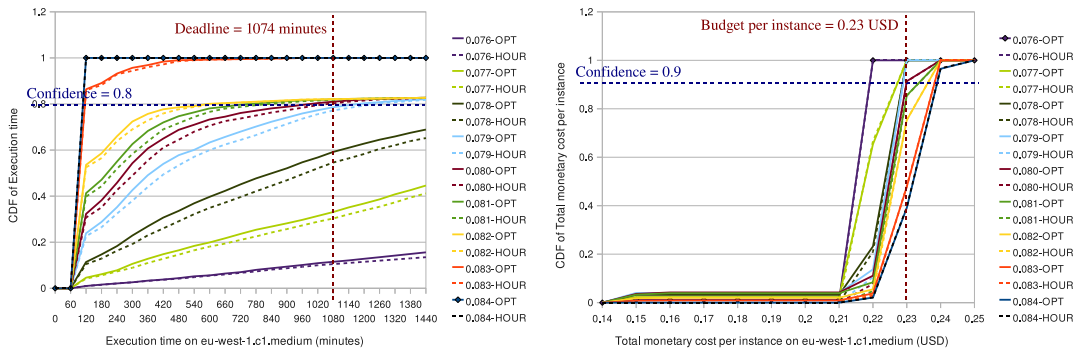 Deadline = 1074 minutes
Confidence = 0.8
CDF of Execution time
1.2
1
0.8
0.6
0.4
0.2
0
0 60 120 180 240 300 360 420 480 540 600 660 720 780 840 900 960 1020 1080 1140 1200 1260 1320 1380 1440
Execution time on eu-west-1.c1.medium (minutes)
0.076-OPT
0.076-HOUR
0.077-OPT
0.077-HOUR
0.078-OPT
0.078-HOUR
0.079-OPT
0.079-HOUR
0.080-OPT
0.080-HOUR
0.081-OPT
0.081-HOUR
0.082-OPT
0.082-HOUR
0.083-OPT
0.083-HOUR
0.084-OPT
0.084-HOUR
Budget per instance = 0.23 USD
Confidence = 0.9
CDF of Total monetary cost per instance
1.2
1
0.8
0.6
0.4
0.2
0
0,14 0,15 0,16 0,17 0,18 0,19 0,20 0,21 0,22 0,23 0,24 0,25
Total monetary cost per instance on eu-west-1.c1.medium (USD)
0.076-OPT
0.076-HOUR
0.077-OPT
0.077-HOUR
0.078-OPT
0.078-HOUR
0.079-OPT
0.079-HOUR
0.080-OPT
0.080-HOUR
0.081-OPT
0.081-HOUR
0.082-OPT
0.082-HOUR
0.083-OPT
0.083-HOUR
0.084-OPT
0.084-HOUR